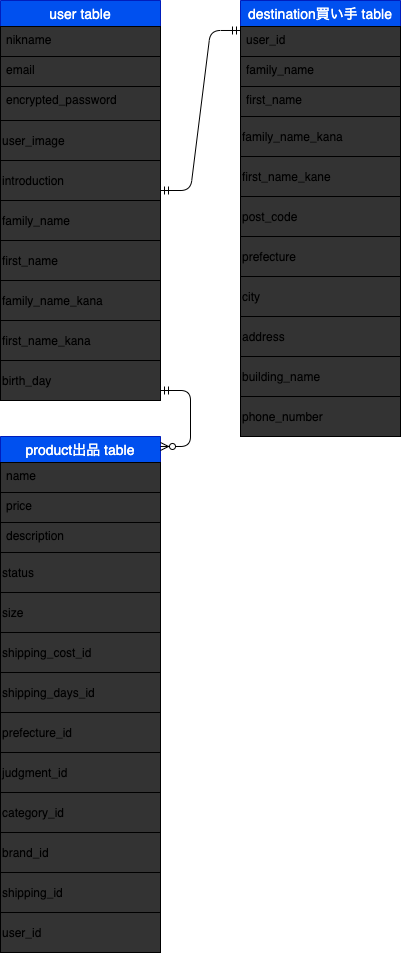 user table
nikname
email
encrypted_password
user_image
introduction
family_name
first_name
family_name_kana
first_name_kana
birth_day
destination買い手 table
user_id
family_name
first_name
family_name_kana
first_name_kane
post_code
prefecture
city
address
building_name
phone_number
product出品 table
name
price
description
status
size
shipping_cost_id
shipping_days_id
prefecture_id
judgment_id
category_id
brand_id
shipping_id
user_id